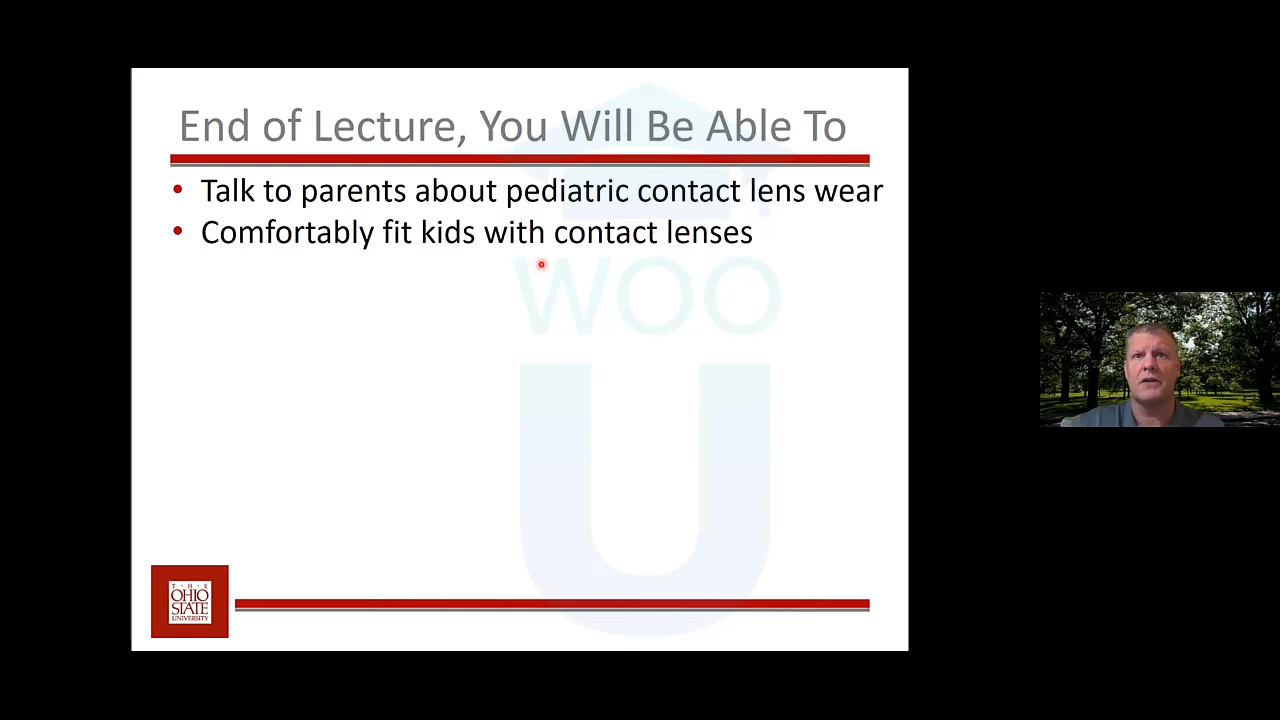 End of Lecture, You Will Be Able To
• Talk to parents about pediatric contact lens wear
• Comfortably fit kids with contact lenses
WOO
U
T · H · E
OHIO
STATE
UNIVERSITY